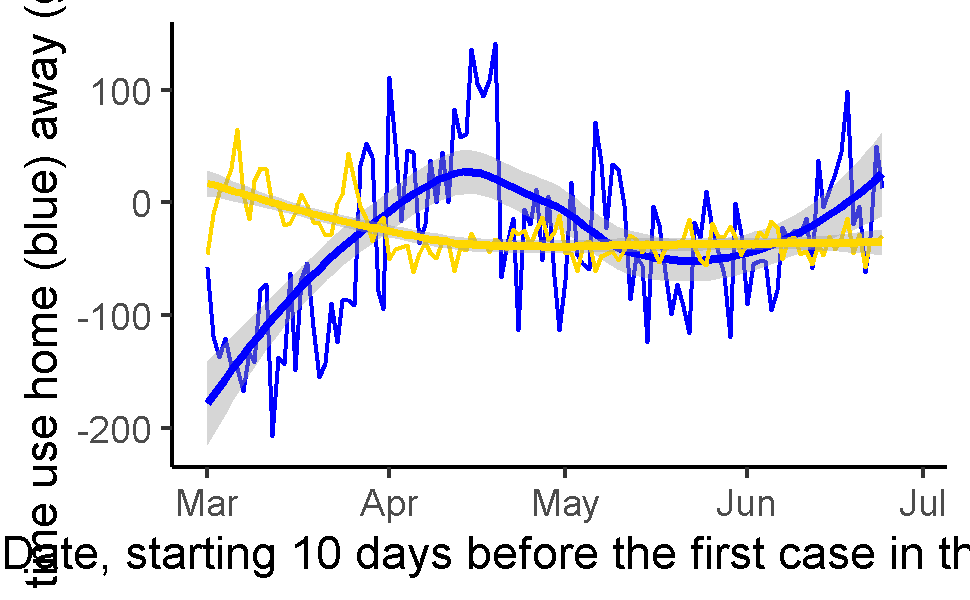 time use home (blue) away (g
100
0
-100
-200
Mar Apr May Jun Jul
Date, starting 10 days before the first case in th